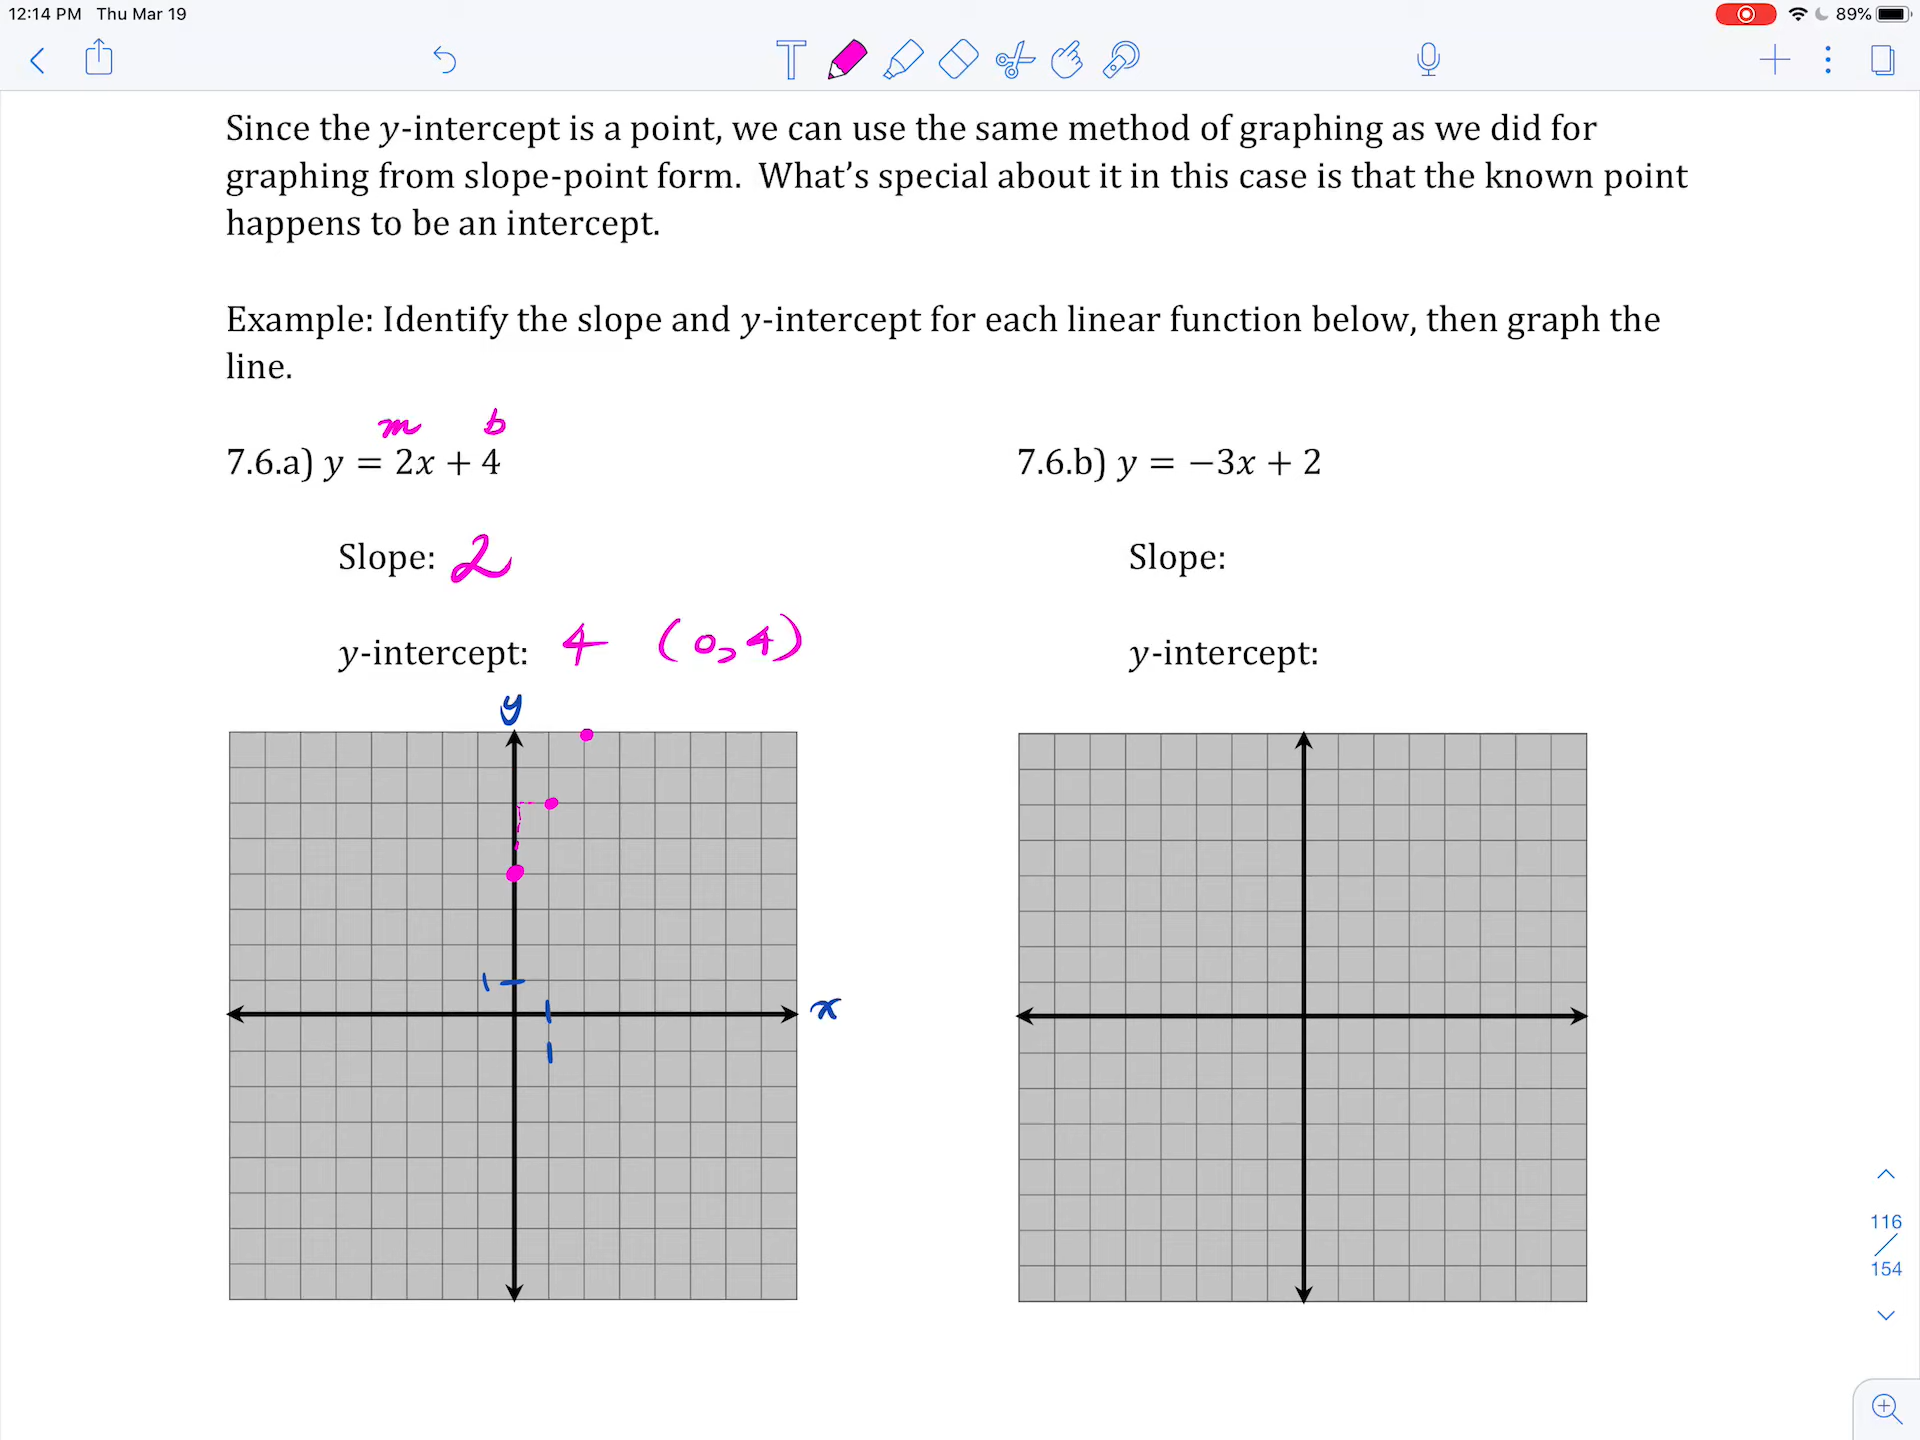 12:14 PM Thu Mar 19
89%
T
Since the y-intercept is a point, we can use the same method of graphing as we did for
graphing from slope-point form. What's special about it in this case is that the known point
happens to be an intercept.
Example: Identify the slope and y-intercept for each linear function below, then graph the
line.
m b
7.6.a) y = 2x + 4
Slope: 2
y-intercept: 4 (0,4)
y
1
x
1
7.6.b) y = −3x + 2
Slope:
y-intercept:
116
154